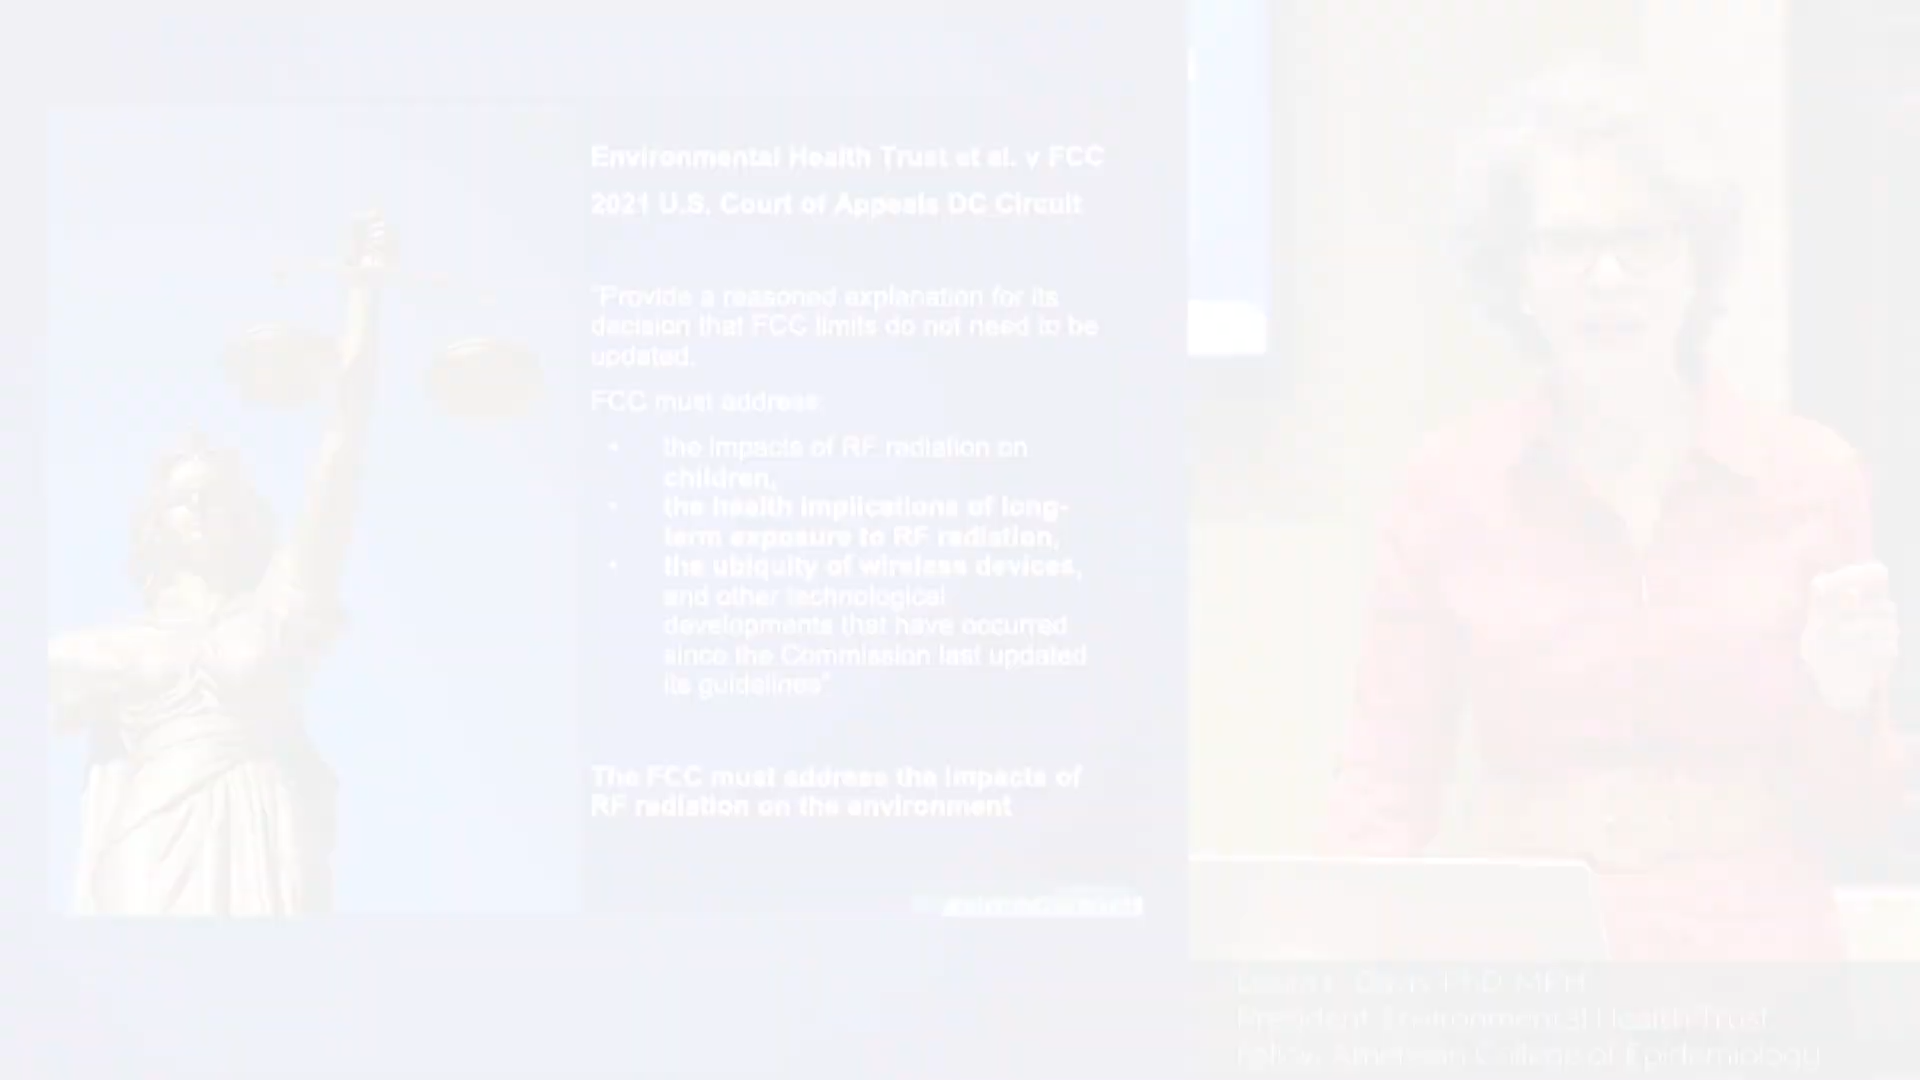 Environmental Health Trust et al. v FCC
2021 U.S. Court of Appeals DC Circuit
"Provide a reasoned explanation for its
decision that FCC limits do not need to be
updated.
FCC must address:
• the impacts of RF radiation on
children,
• the health implications of long-
term exposure to RF radiation,
• the ubiquity of wireless devices,
and other technological
developments that have occurred
since the Commission last updated
its guidelines"
The FCC must address the impacts of
RF radiation on the environment
Davis, PhD, MPH
President, Environmental Health Trust
Fellow, American College of Epidemiology